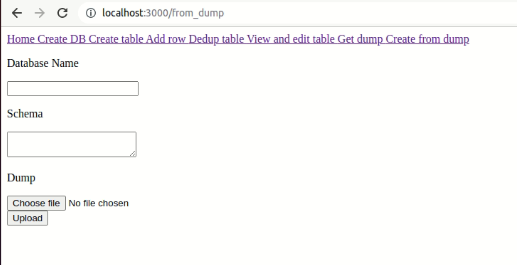 localhost:3000/from_dump
Home Create DB Create table Add row Dedup table View and edit table Get dump Create from dump
Database Name
Schema
Dump
Choose file No file chosen
Upload